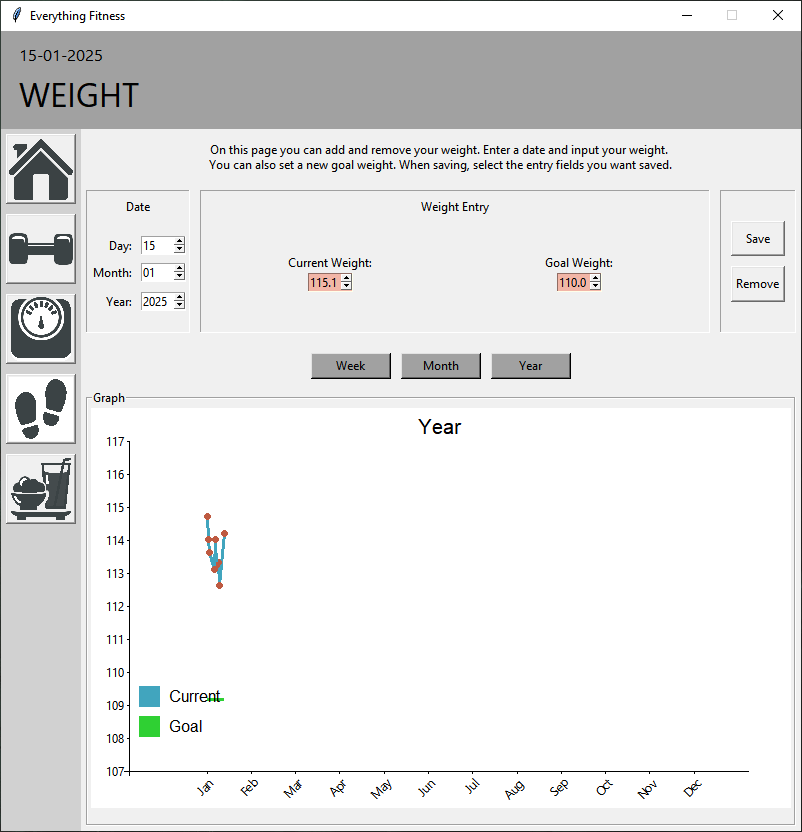 Everything Fitness
15-01-2025
WEIGHT
On this page you can add and remove your weight. Enter a date and input your weight.
You can also set a new goal weight. When saving, select the entry fields you want saved.
Date
Day: 15
Month: 01
Year: 2025
Weight Entry
Current Weight:
115.1
Goal Weight:
110.0
Save
Remove
Week Month Year
Graph
Year
117
116
115
114
113
112
111
110
109
108
107
Current
Goal
Jan Feb Mar Apr May Jun Jul Aug Sep Oct Nov Dec